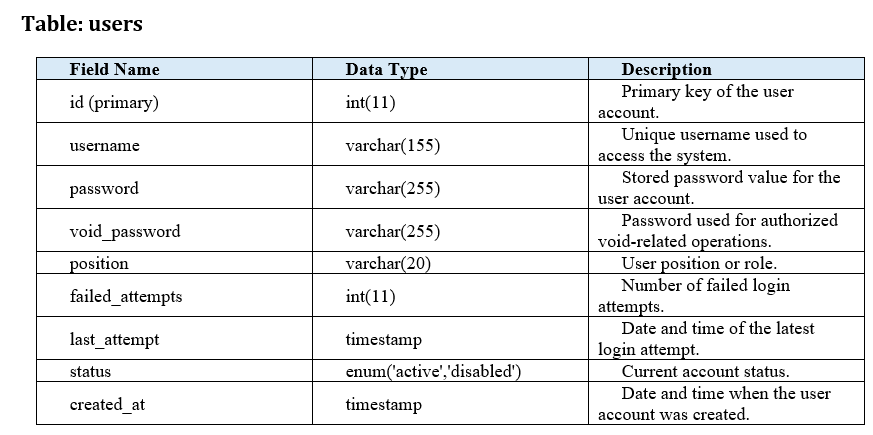 Table: users
Field Name Data Type Description
id (primary) int(11) Primary key of the user
account.
username varchar(155) Unique username used to
access the system.
password varchar(255) Stored password value for the
user account.
void_password varchar(255) Password used for authorized
void-related operations.
position varchar(20) User position or role.
failed_attempts int(11) Number of failed login
attempts.
last_attempt timestamp Date and time of the latest
login attempt.
status enum('active','disabled') Current account status.
created_at timestamp Date and time when the user
account was created.